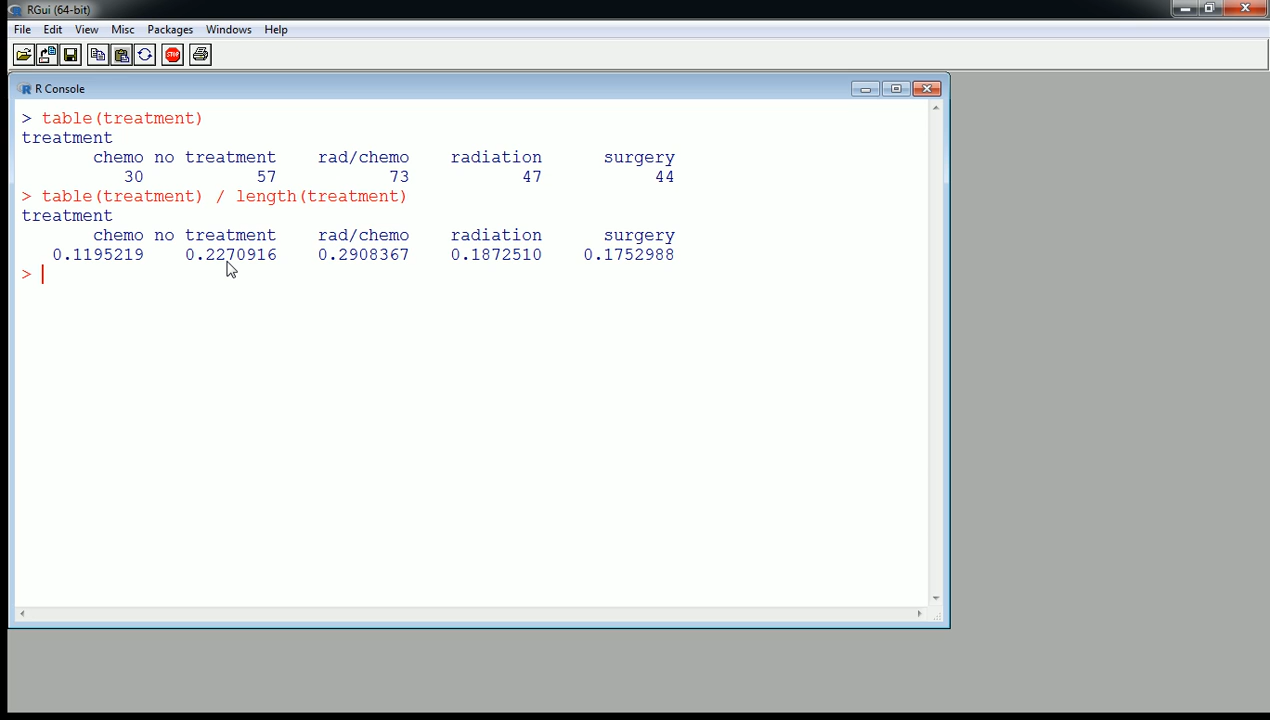 RGui (64-bit)
File Edit View Misc Packages Windows Help
STOP
R Console
> table(treatment)
treatment
chemo no treatment rad/chemo radiation surgery
30 57 73 47 44
> table(treatment) / length(treatment)
treatment
chemo no treatment rad/chemo radiation surgery
0.1195219 0.2270916 0.2908367 0.1872510 0.1752988
>